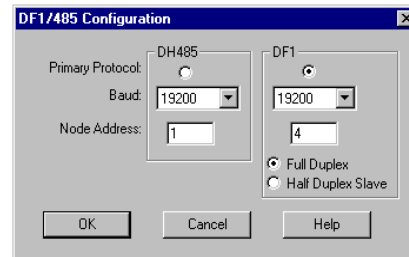 DF1/485 Configuration
DH485 DF1
Primary Protocol:
Baud: 19200 19200
Node Address: 1 4
Full Duplex
Half Duplex Slave
OK Cancel Help